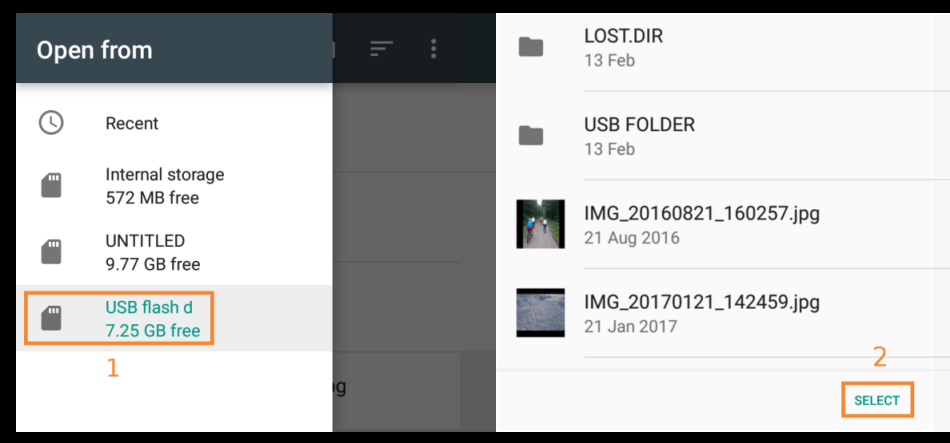 Open from
Recent
Internal storage
572 MB free
UNTITLED
9.77 GB free
USB flash d
7.25 GB free
1
pg
LOST.DIR
13 Feb
USB FOLDER
13 Feb
IMG_20160821_160257.jpg
21 Aug 2016
IMG_20170121_142459.jpg
21 Jan 2017
2
SELECT